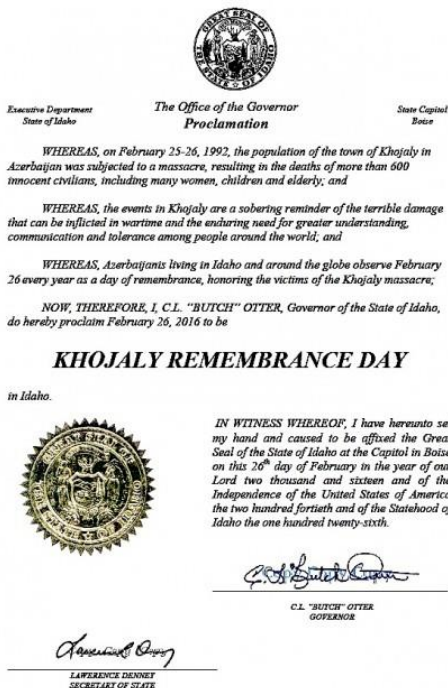 GREAT SEAL OF
THE STATE OF IDAHO
Executive Department
State of Idaho
The Office of the Governor
Proclamation
State Capitol
Boise
WHEREAS, on February 25-26, 1992, the population of the town of Khojaly in
Azerbaijan was subjected to a massacre, resulting in the deaths of more than 600
innocent civilians, including many women, children and elderly; and
WHEREAS, the events in Khojaly are a sobering reminder of the terrible damage
that can be inflicted in wartime and the enduring need for greater understanding,
communication and tolerance among people around the world; and
WHEREAS, Azerbaijanis living in Idaho and around the globe observe February
26 every year as a day of remembrance, honoring the victims of the Khojaly massacre;
NOW, THEREFORE, I, C.L. "BUTCH" OTTER, Governor of the State of Idaho,
do hereby proclaim February 26, 2016 to be
KHOJALY REMEMBRANCE DAY
in Idaho.
IN WITNESS WHEREOF, I have hereunto se
my hand and caused to be affixed the Grea
Seal of the State of Idaho at the Capitol in Boise
on this 26th day of February in the year of ou
Lord two thousand and sixteen and of the
Independence of the United States of America
the two hundred fortieth and of the Statehood o
Idaho the one hundred twenty-sixth.
C.L. "BUTCH" OTTER
GOVERNOR
LAWERENCE DENNEY
SECRETARY OF STATE